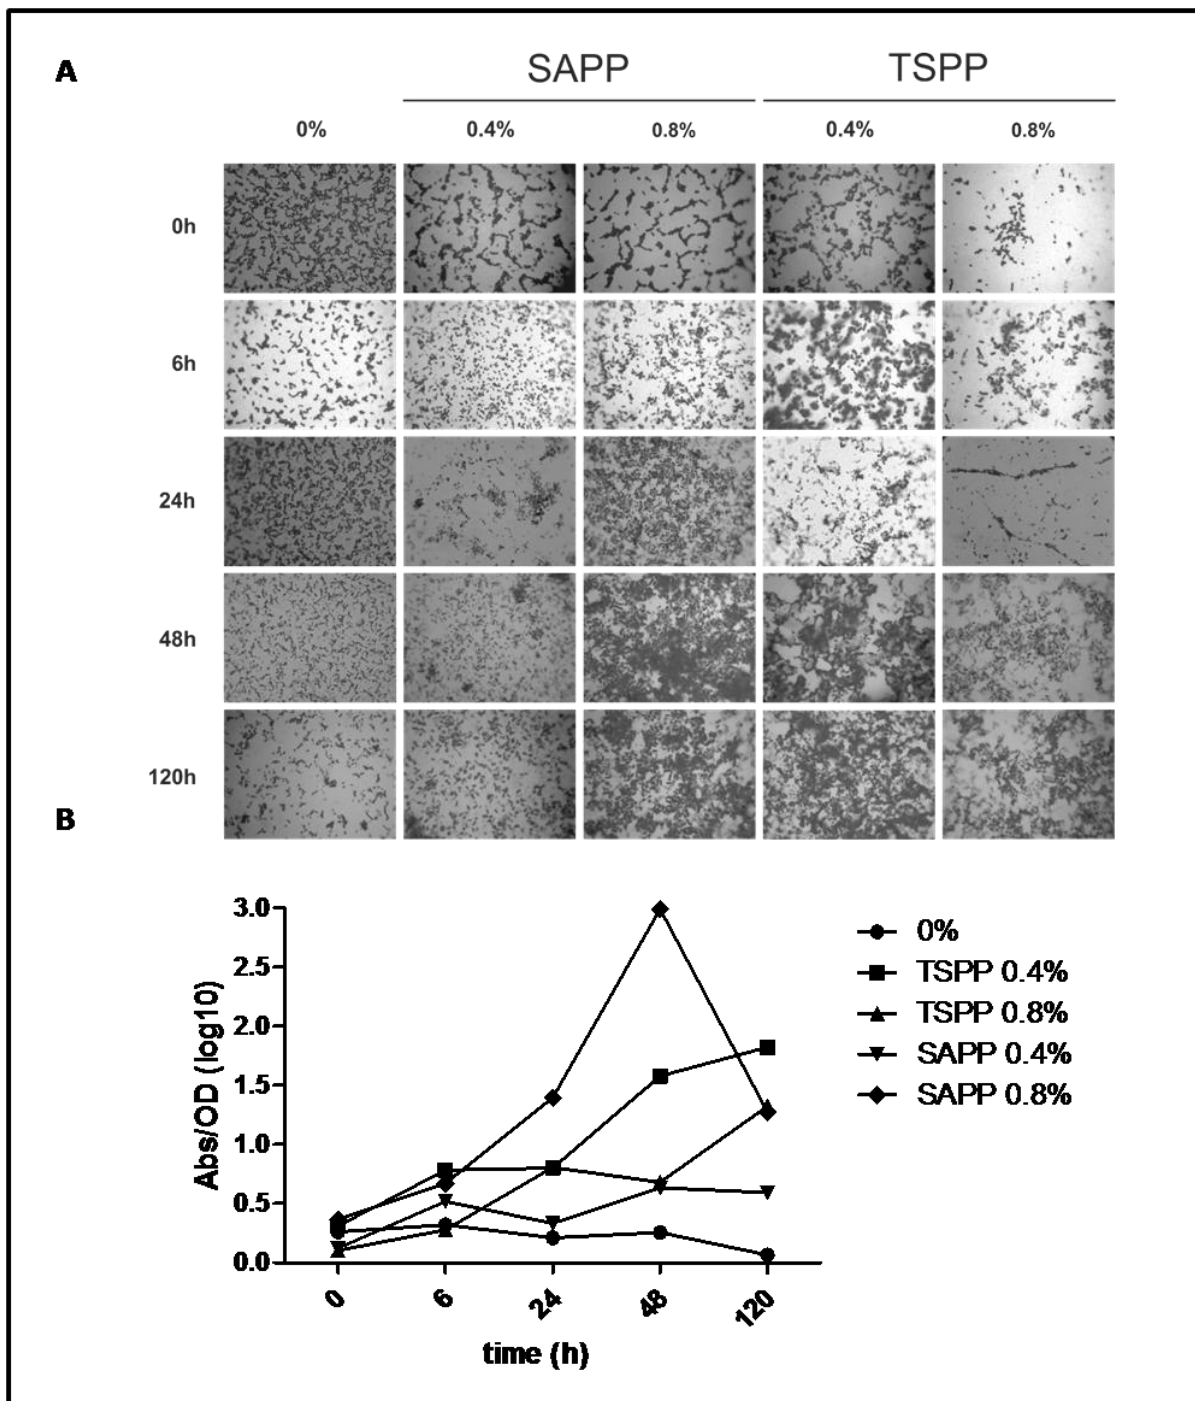 A
SAPP TSPP
0% 0.4% 0.8% 0.4% 0.8%
0h
6h
24h
48h
120h
B
3.0
2.5
2.0
1.5
1.0
0.5
0.0
Abs/OD (log10)
0 6 24 48 120
time (h)
0%
TSPP 0.4%
TSPP 0.8%
SAPP 0.4%
SAPP 0.8%